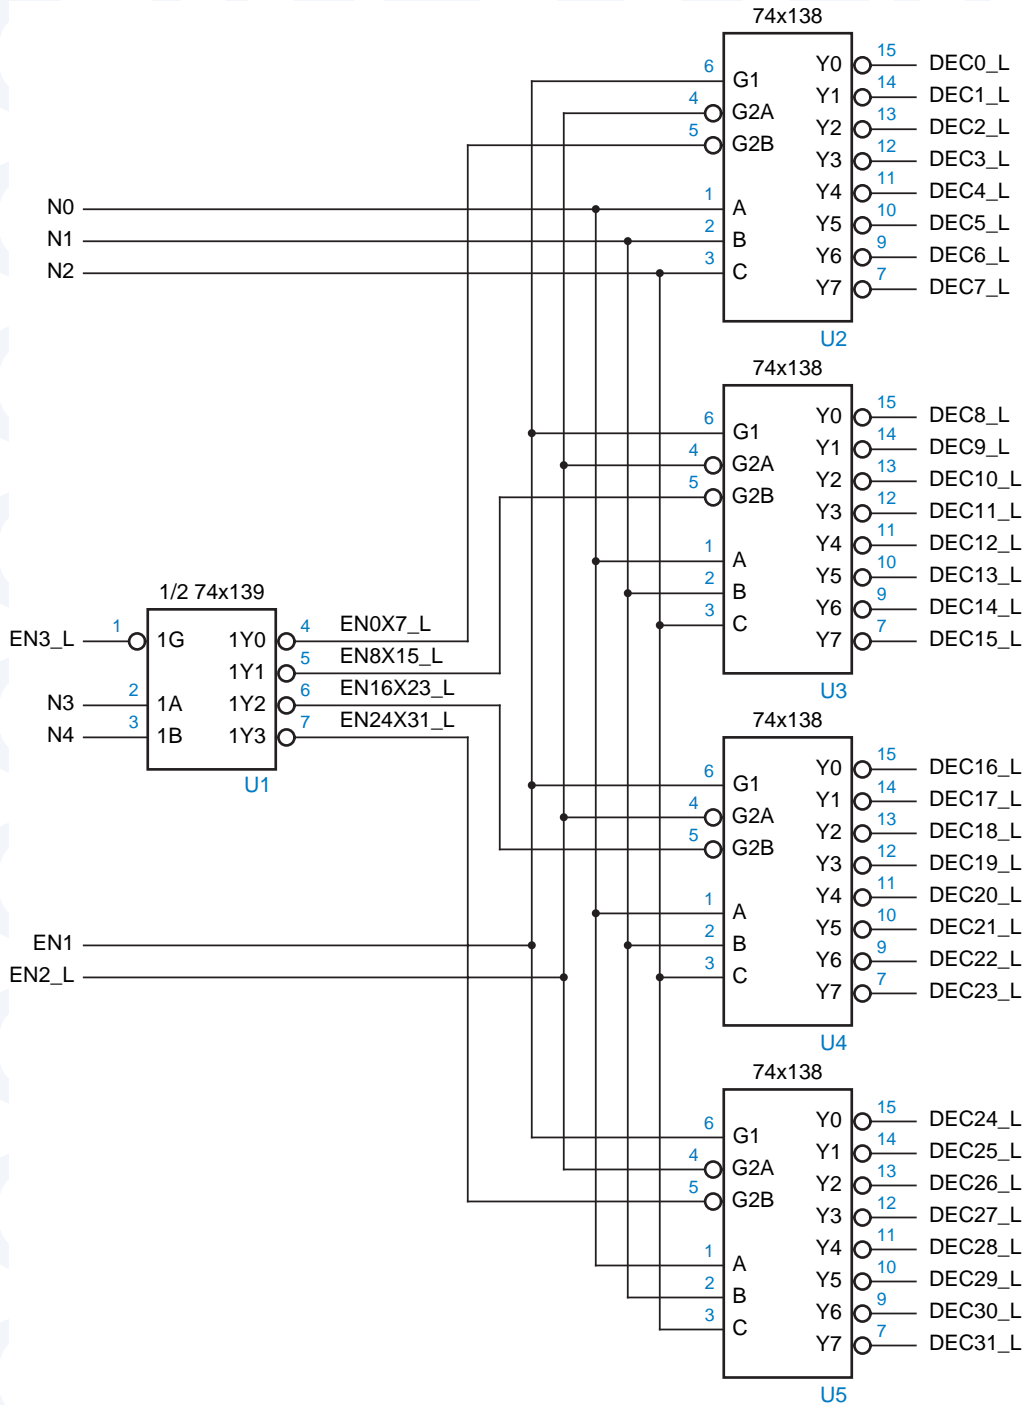 74x138
6 G1 Y0 15 DEC0_L
4 G2A Y1 14 DEC1_L
5 G2B Y2 13 DEC2_L
Y3 12 DEC3_L
N0 1 A Y4 11 DEC4_L
N1 2 B Y5 10 DEC5_L
N2 3 C Y6 9 DEC6_L
Y7 7 DEC7_L
U2
74x138
6 G1 Y0 15 DEC8_L
4 G2A Y1 14 DEC9_L
5 G2B Y2 13 DEC10_L
Y3 12 DEC11_L
1 A Y4 11 DEC12_L
2 B Y5 10 DEC13_L
3 C Y6 9 DEC14_L
Y7 7 DEC15_L
U3
1/2 74x139
EN3_L 1 1G 1Y0 4 EN0X7_L
1Y1 5 EN8X15_L
N3 2 1A 1Y2 6 EN16X23_L
N4 3 1B 1Y3 7 EN24X31_L
U1
74x138
6 G1 Y0 15 DEC16_L
4 G2A Y1 14 DEC17_L
5 G2B Y2 13 DEC18_L
Y3 12 DEC19_L
1 A Y4 11 DEC20_L
EN1 2 B Y5 10 DEC21_L
EN2_L 3 C Y6 9 DEC22_L
Y7 7 DEC23_L
U4
74x138
6 G1 Y0 15 DEC24_L
4 G2A Y1 14 DEC25_L
5 G2B Y2 13 DEC26_L
Y3 12 DEC27_L
1 A Y4 11 DEC28_L
2 B Y5 10 DEC29_L
3 C Y6 9 DEC30_L
Y7 7 DEC31_L
U5